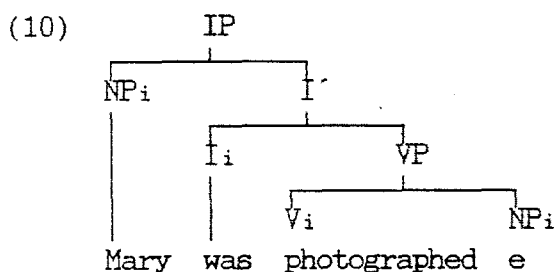 (10) IP
NPi I´
Ii VP
Vi NPi
Mary was photographed e